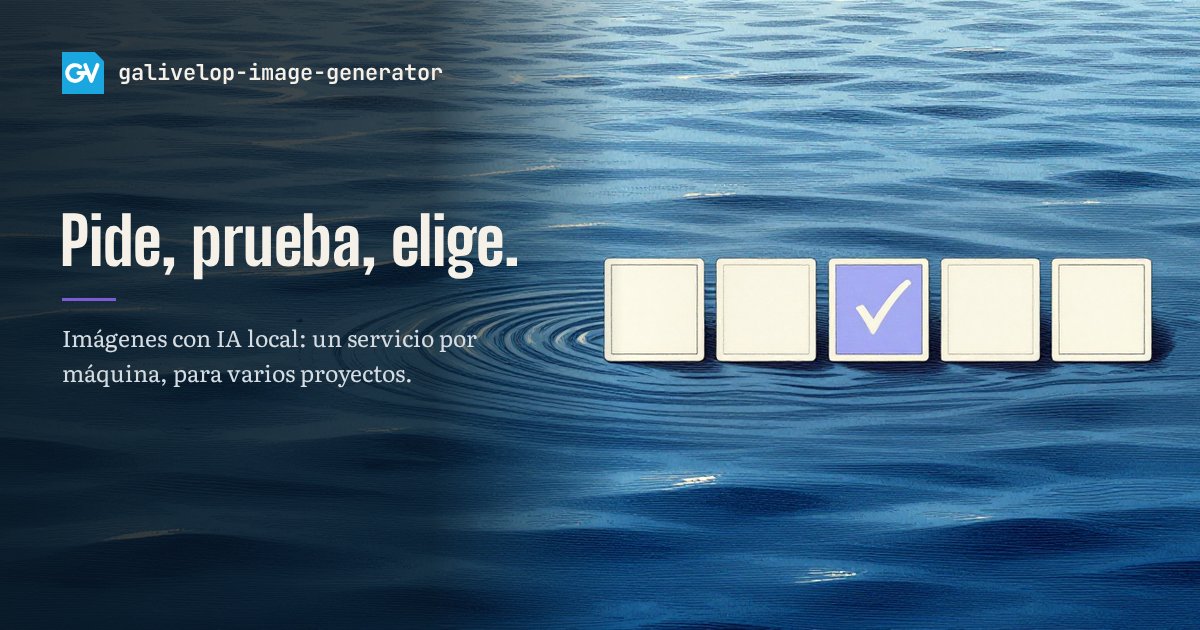 GV galivelop-image-generator
Pide, prueba, elige.
Imágenes con IA local: un servicio por
máquina, para varios proyectos.